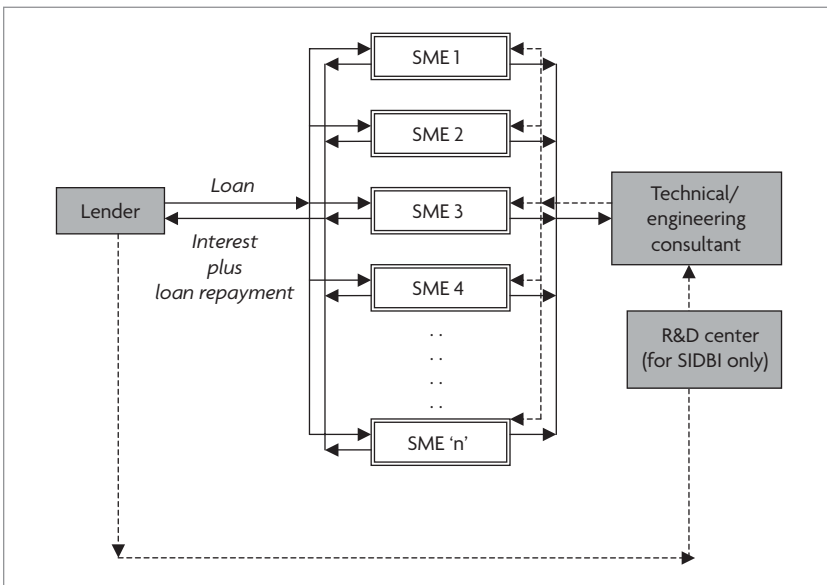 SME 1
SME 2
Loan
Lender
SME 3
Technical/
engineering
consultant
Interest
plus
loan repayment
SME 4
R&D center
(for SIDBI only)
SME ‘n’